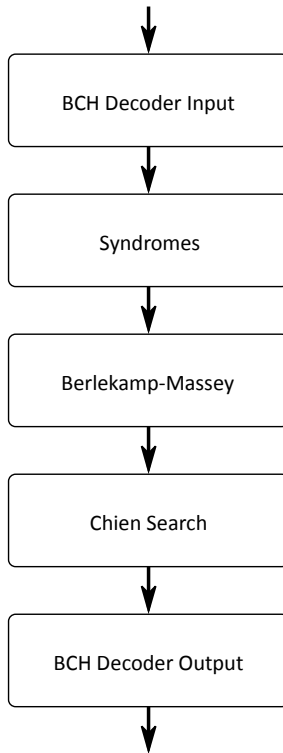 BCH Decoder Input
Syndromes
Berlekamp-Massey
Chien Search
BCH Decoder Output